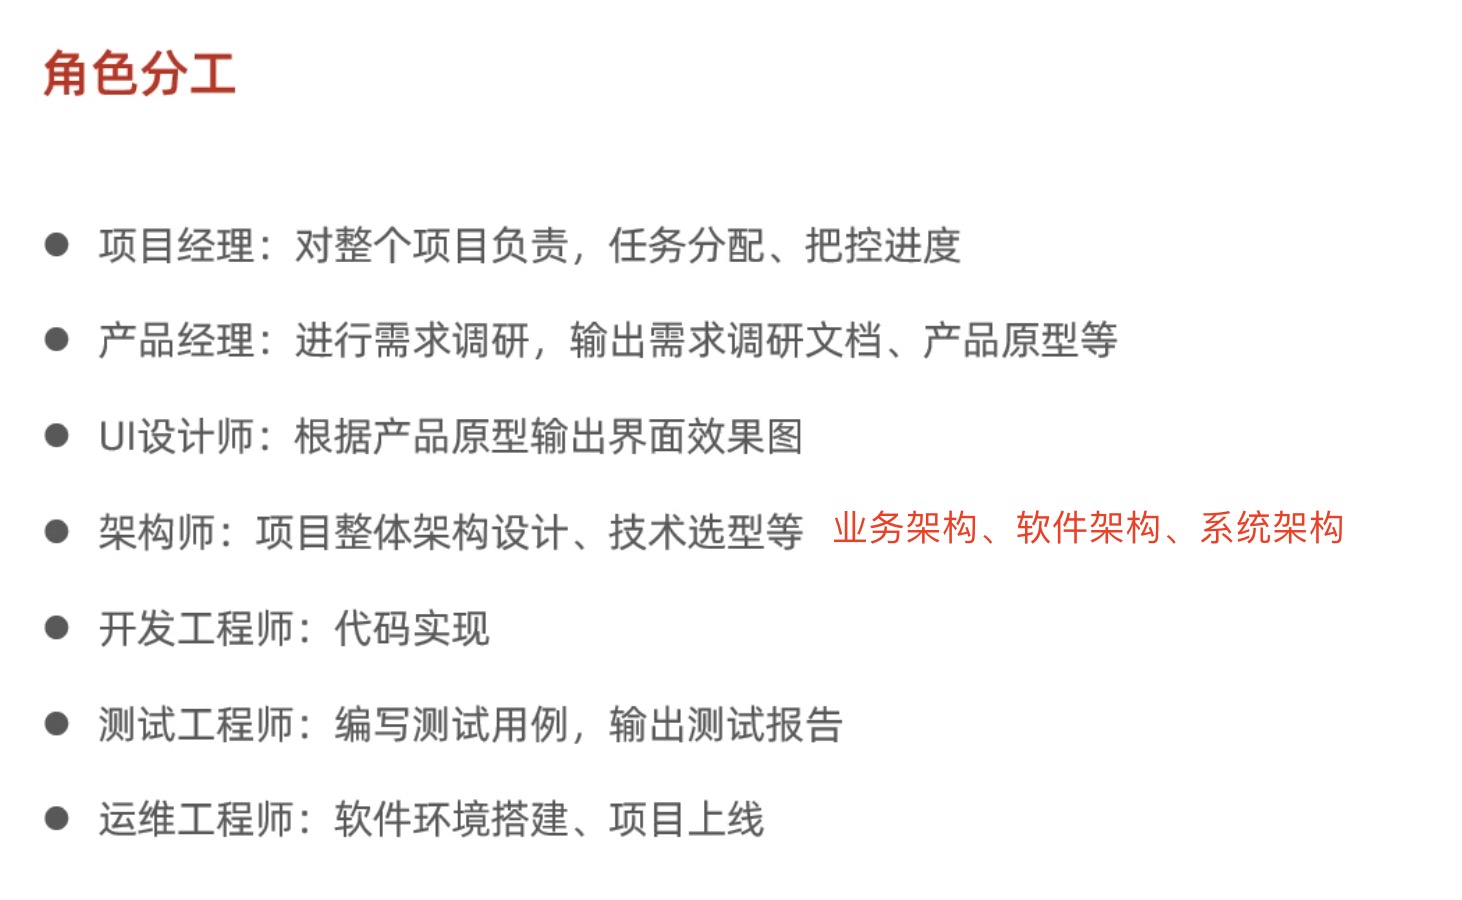 角色分工
● 项目经理：对整个项目负责，任务分配、把控进度
● 产品经理：进行需求调研，输出需求调研文档、产品原型等
● UI设计师：根据产品原型输出界面效果图
● 架构师：项目整体架构设计、技术选型等 业务架构、软件架构、系统架构
● 开发工程师：代码实现
● 测试工程师：编写测试用例，输出测试报告
● 运维工程师：软件环境搭建、项目上线